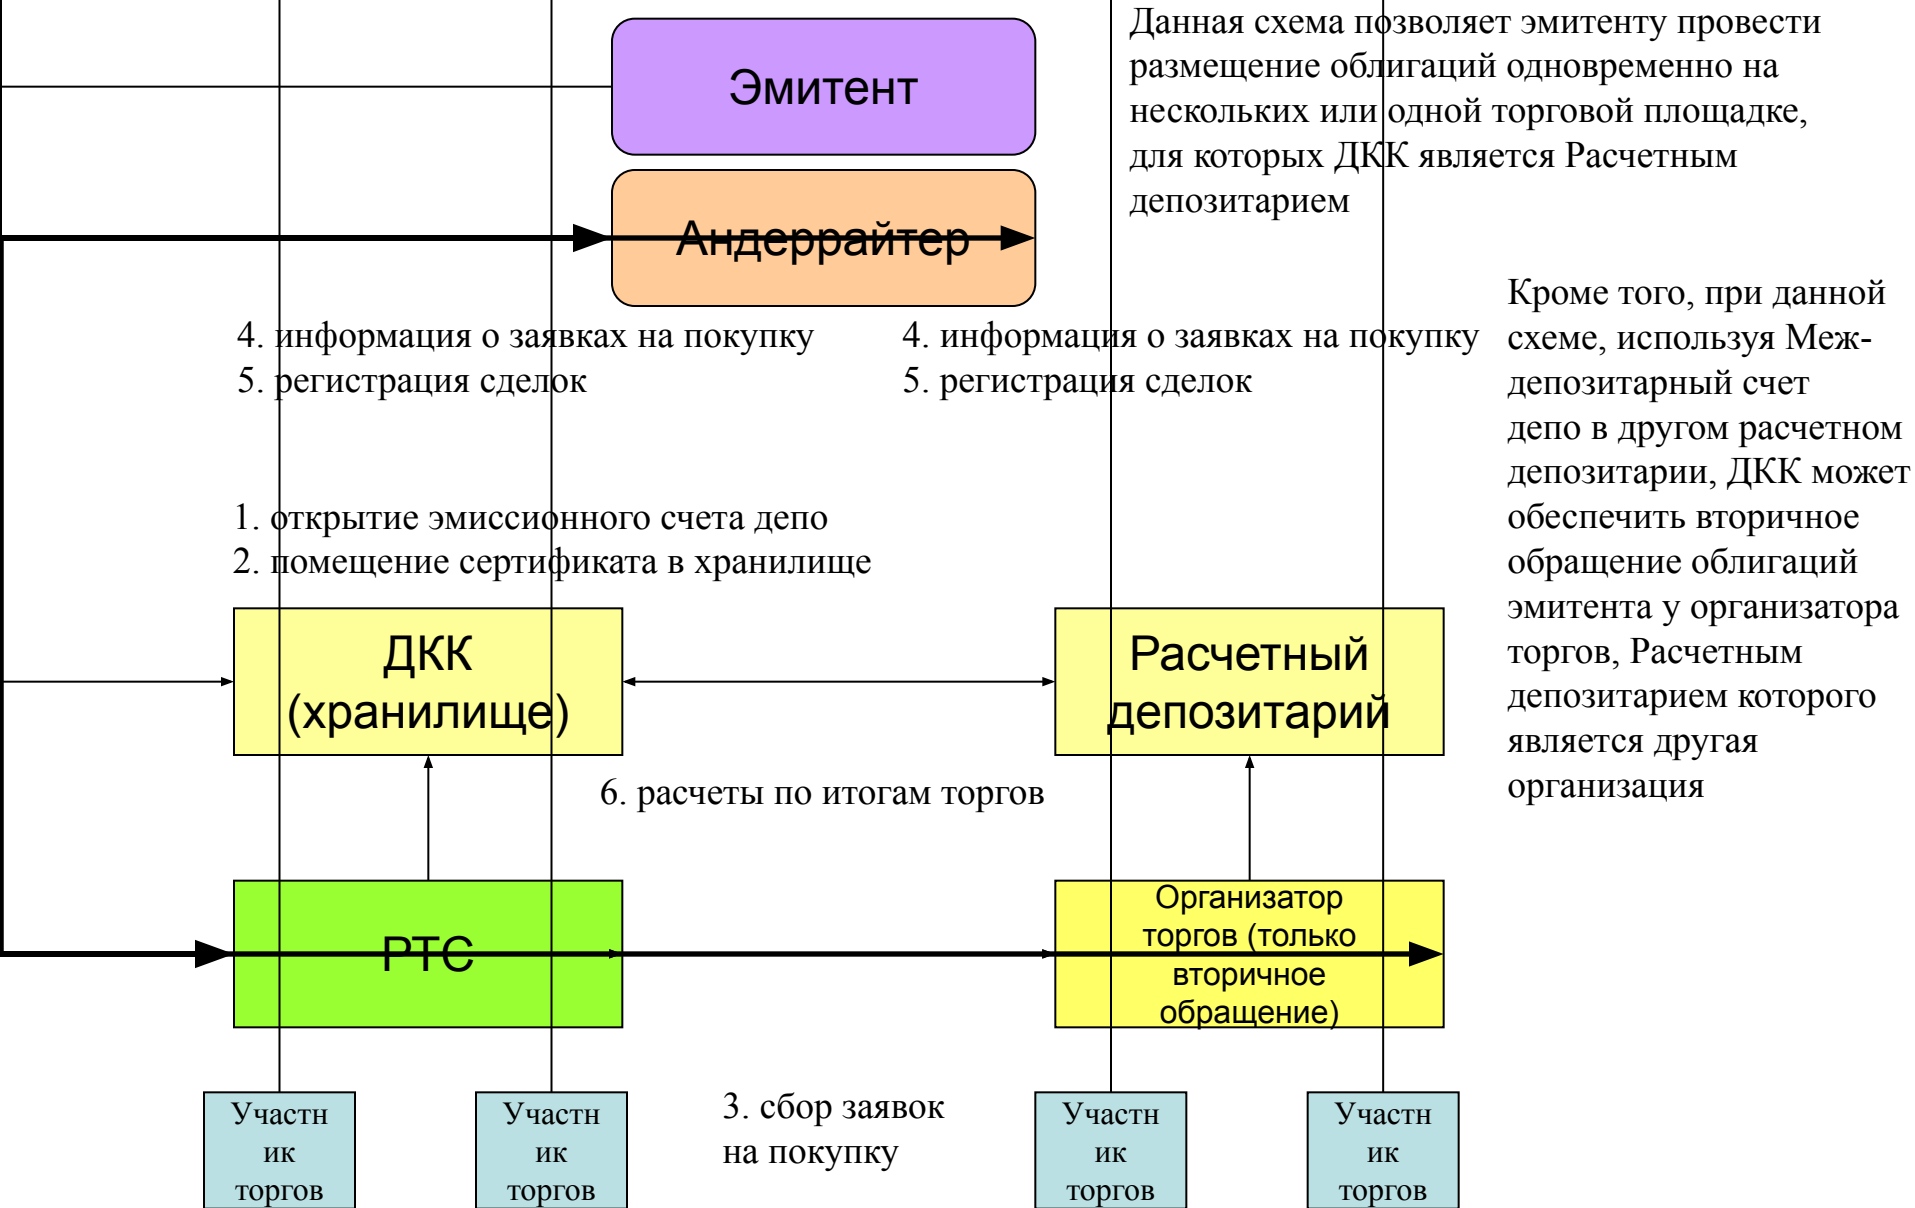 Эмитент
Данная схема позволяет эмитенту провести
размещение облигаций одновременно на
нескольких или одной торговой площадке,
для которых ДКК является Расчетным
депозитарием
Андеррайтер
4. информация о заявках на покупку
5. регистрация сделок
4. информация о заявках на покупку
5. регистрация сделок
Кроме того, при данной
схеме, используя Меж-
депозитарный счет
депо в другом расчетном
депозитарии, ДКК может
обеспечить вторичное
обращение облигаций
эмитента у организатора
торгов, Расчетным
депозитарием которого
является другая
организация
1. открытие эмиссионного счета депо
2. помещение сертификата в хранилище
ДКК
(хранилище)
Расчетный
депозитарий
6. расчеты по итогам торгов
РТС
Организатор
торгов (только
вторичное
обращение)
Участн
ик
торгов
Участн
ик
торгов
3. сбор заявок
на покупку
Участн
ик
торгов
Участн
ик
торгов